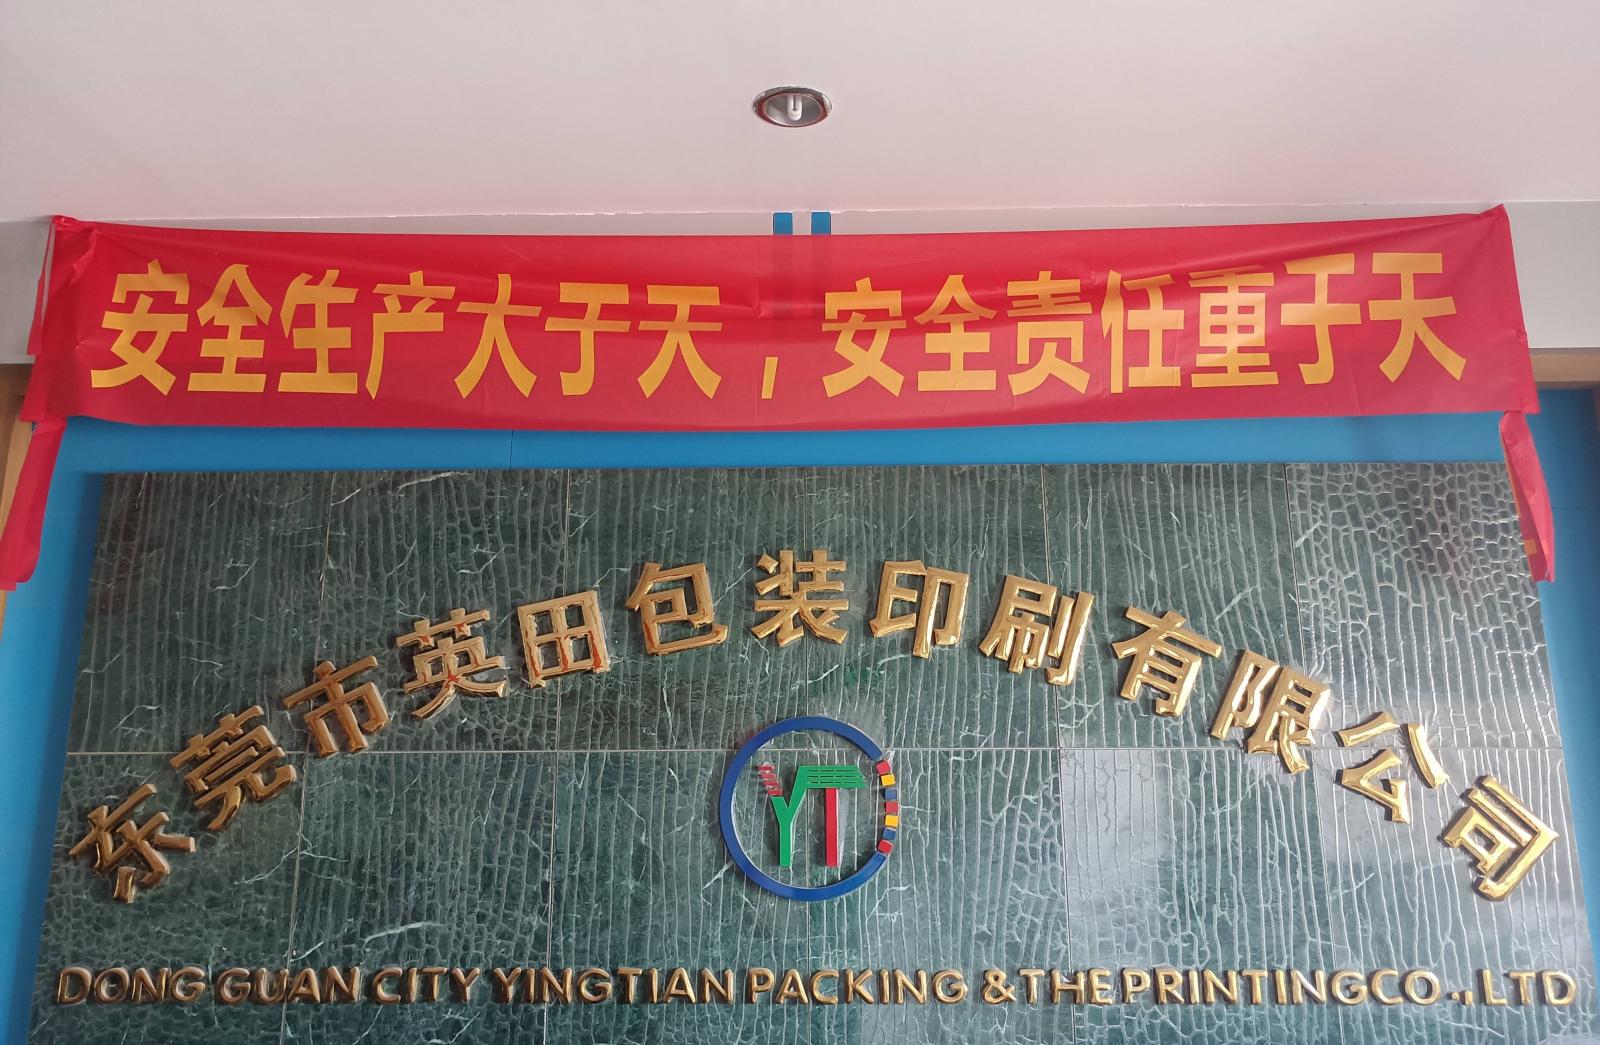 安全生产大于天，安全责任重于天
东莞市英田包装印刷有限公司
YT
DONG GUAN CITY YINGTIAN PACKING & THE PRINTING CO.,LTD